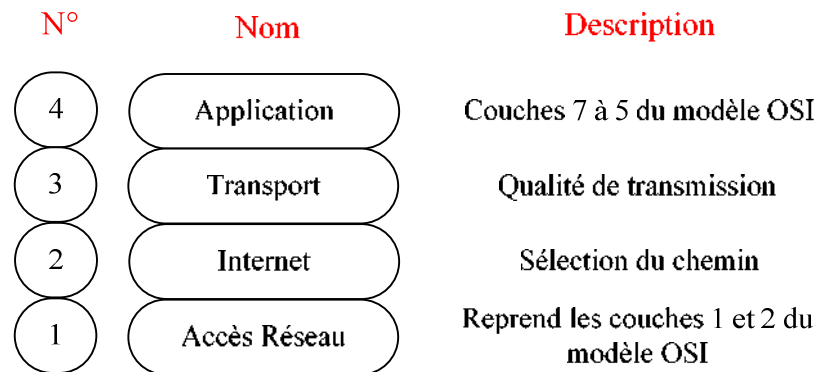 N° Nom Description
4 Application Couches 7 à 5 du modèle OSI
3 Transport Qualité de transmission
2 Internet Sélection du chemin
1 Accès Réseau Reprend les couches 1 et 2 du
modèle OSI